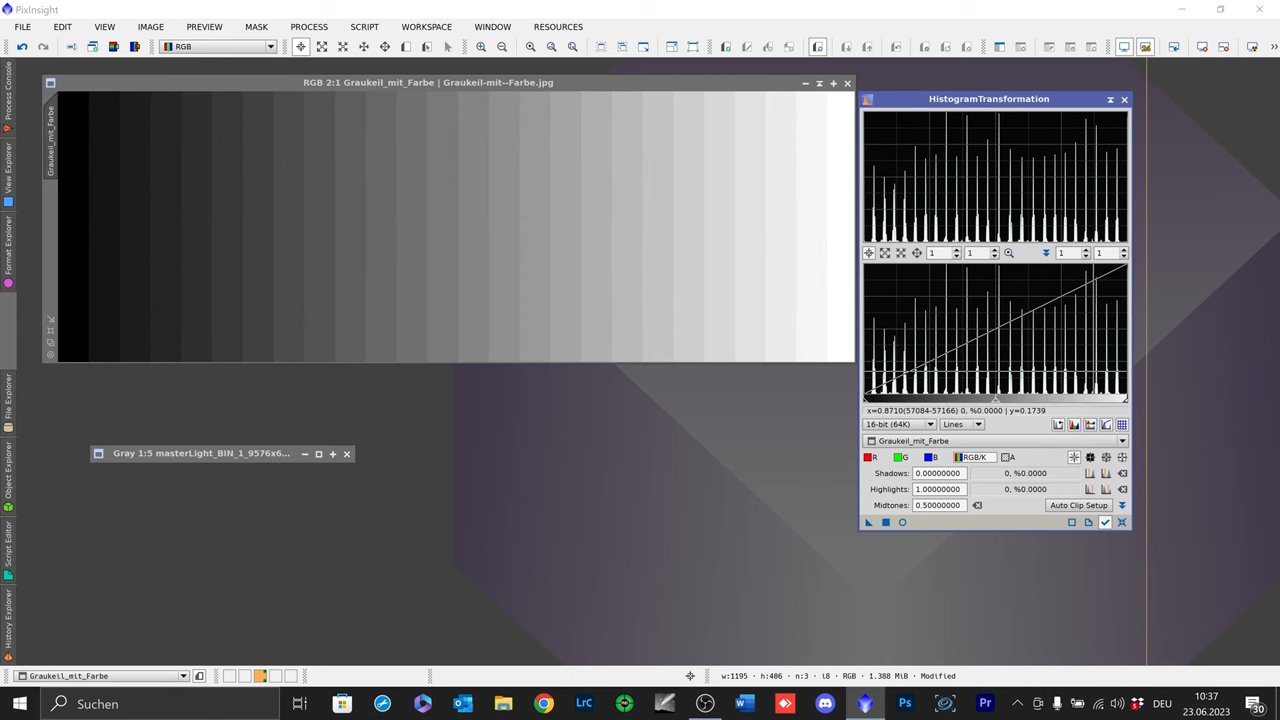 PixInsight
FILE EDIT VIEW IMAGE PREVIEW MASK PROCESS SCRIPT WORKSPACE WINDOW RESOURCES
RGB
RGB 2:1 Graukeil_mit_Farbe | Graukeil-mit--Farbe.jpg
Graukeil_mit_Farbe
Process Console
View Explorer
Format Explorer
File Explorer
Object Explorer
Script Editor
History Explorer
Gray 1:5 masterLight_BIN_1_9576x6...
HistogramTransformation
1 1 1 1
x=0.8710(57084-57166) 0, %0.0000 | y=0.1739
16-bit (64K) Lines
Graukeil_mit_Farbe
R G B RGB/K A
Shadows: 0.00000000 0, %0.0000
Highlights: 1.00000000 0, %0.0000
Midtones: 0.50000000 Auto Clip Setup
Graukeil_mit_Farbe
w:1195 · h:406 · n:3 · i8 · RGB · 1.388 MiB · Modified
Suchen
LrC
Ps
Pr
DEU
10:37
23.06.2023
30